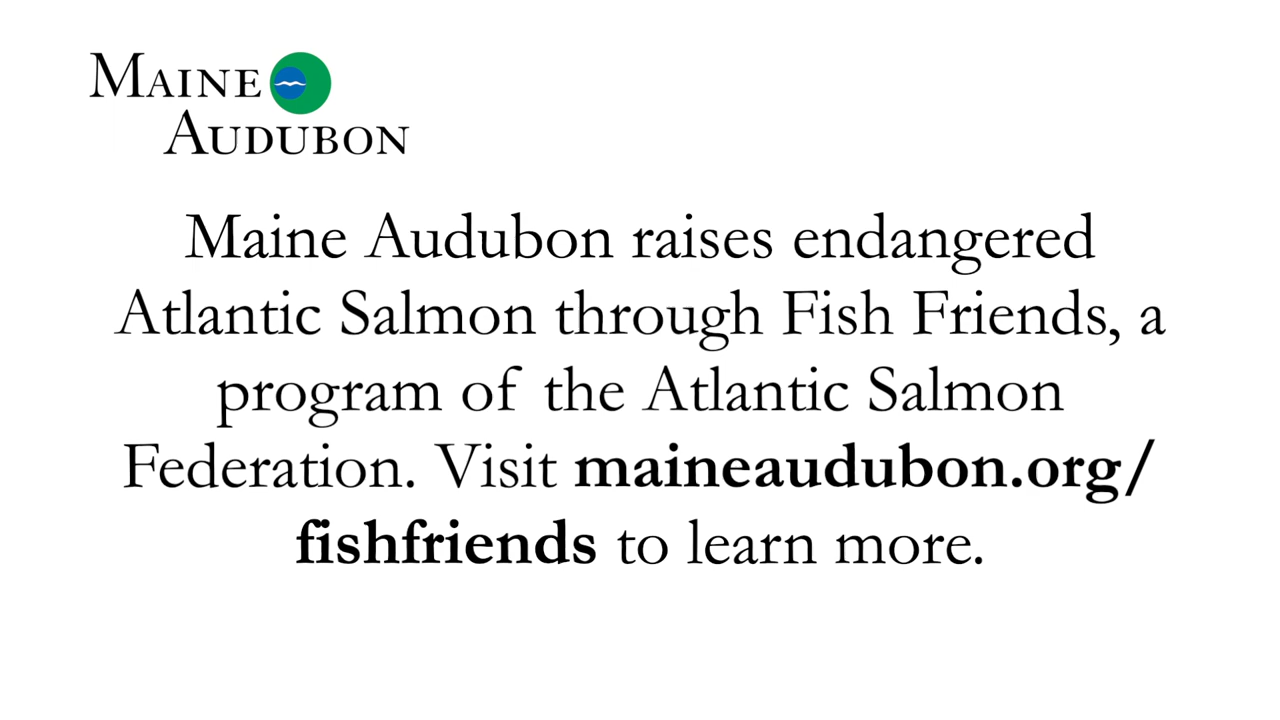 MAINE
AUDUBON
Maine Audubon raises endangered
Atlantic Salmon through Fish Friends, a
program of the Atlantic Salmon
Federation. Visit maineaudubon.org/
fishfriends to learn more.